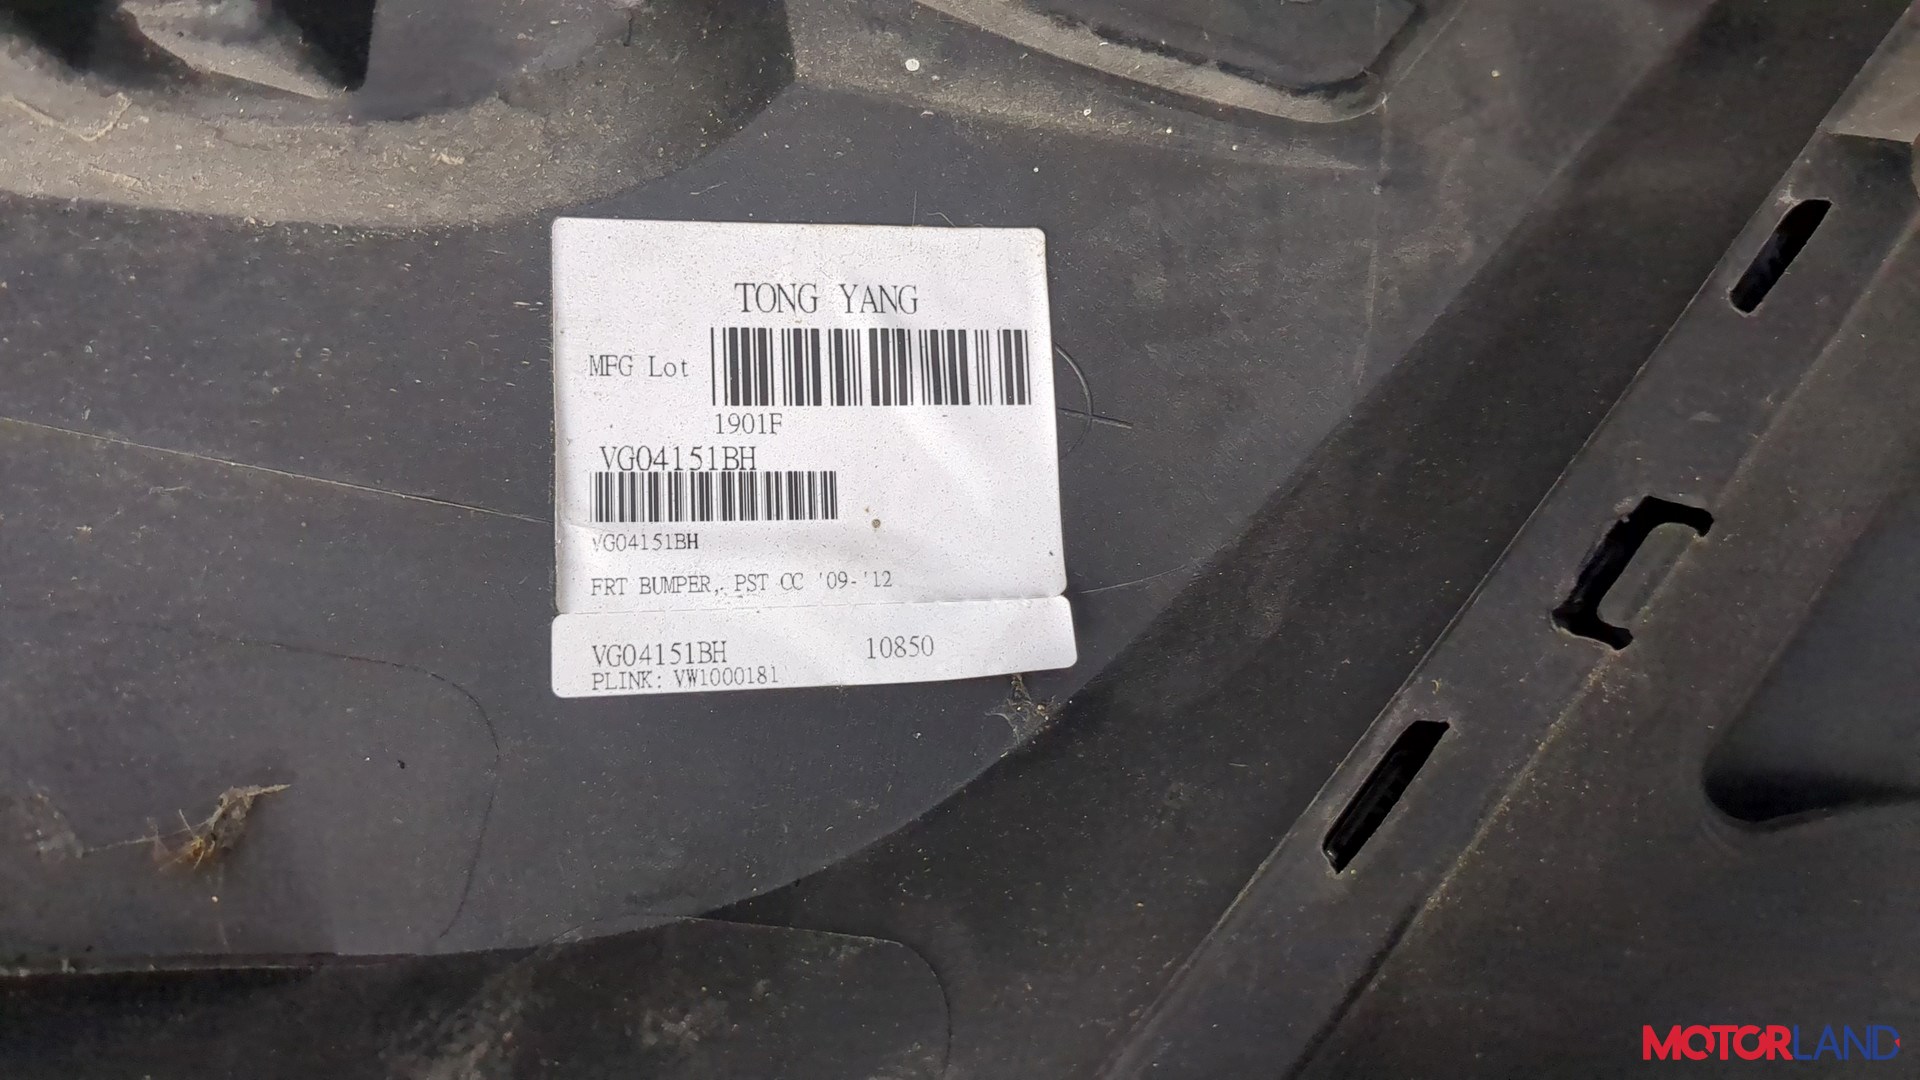 TONG YANG
MFG Lot
1901F
VG04151BH
VG04151BH
FRT BUMPER, PST CC '09-'12
VG04151BH 10850
PLINK: VW1000181
MOTORLAND